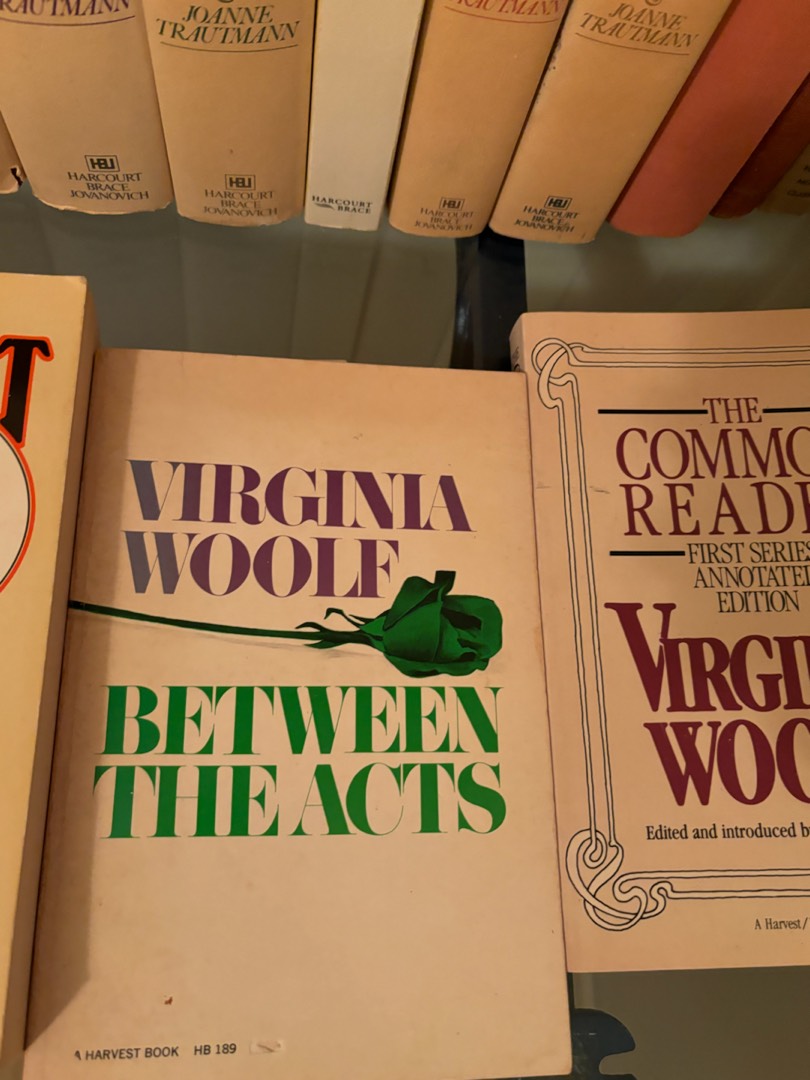 JOANNE
TRAUTMANN
HBJ
HARCOURT
BRACE
JOVANOVICH
HBJ
HARCOURT
BRACE
JOVANOVICH
HARCOURT
BRACE
TRAUTMANN
HBJ
HARCOURT
BRACE
JOVANOVICH
JOANNE
TRAUTMANN
HBJ
HARCOURT
BRACE
JOVANOVICH
VIRGINIA
WOOLF
BETWEEN
THE ACTS
A HARVEST BOOK HB 189
THE
COMMO
READ
FIRST SERIES
ANNOTATE
EDITION
VIRGI
WOO
Edited and introduced b
A Harvest/